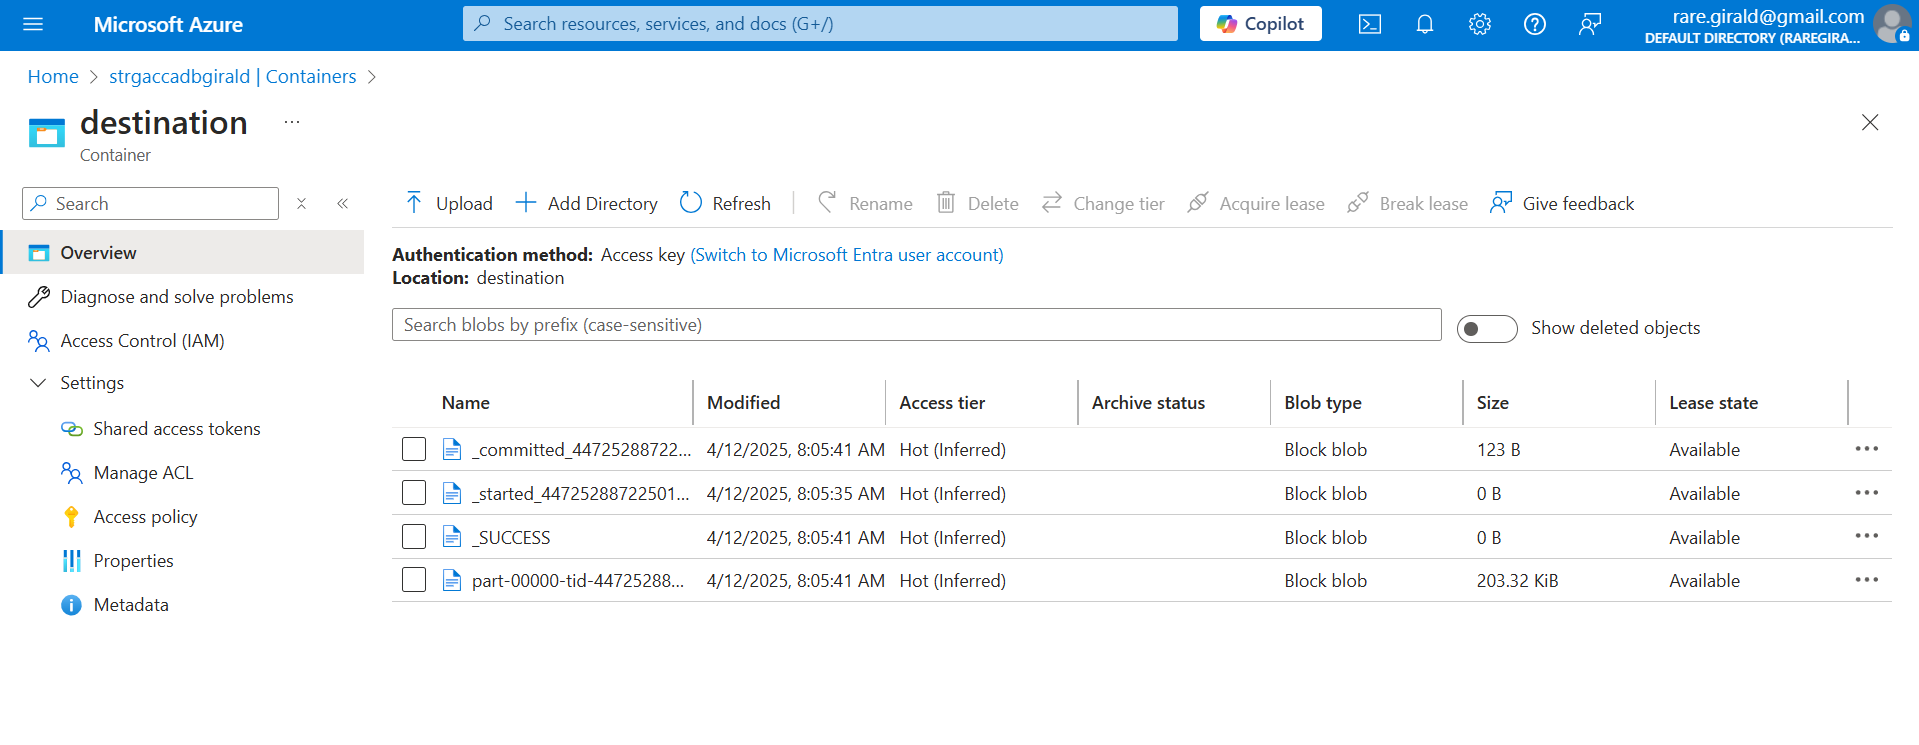 Microsoft Azure
Search resources, services, and docs (G+/)
Copilot
rare.girald@gmail.com
DEFAULT DIRECTORY (RAREGIRA...
Home > strgaccadbgirald | Containers >
destination ...
Container
Search
Upload Add Directory Refresh Rename Delete Change tier Acquire lease Break lease Give feedback
Overview
Diagnose and solve problems
Access Control (IAM)
Settings
Shared access tokens
Manage ACL
Access policy
Properties
Metadata
Authentication method: Access key (Switch to Microsoft Entra user account)
Location: destination
Search blobs by prefix (case-sensitive)
Show deleted objects
Name Modified Access tier Archive status Blob type Size Lease state
_committed_44725288722... 4/12/2025, 8:05:41 AM Hot (Inferred) Block blob 123 B Available
_started_44725288722501... 4/12/2025, 8:05:35 AM Hot (Inferred) Block blob 0 B Available
_SUCCESS 4/12/2025, 8:05:41 AM Hot (Inferred) Block blob 0 B Available
part-00000-tid-44725288... 4/12/2025, 8:05:41 AM Hot (Inferred) Block blob 203.32 KiB Available